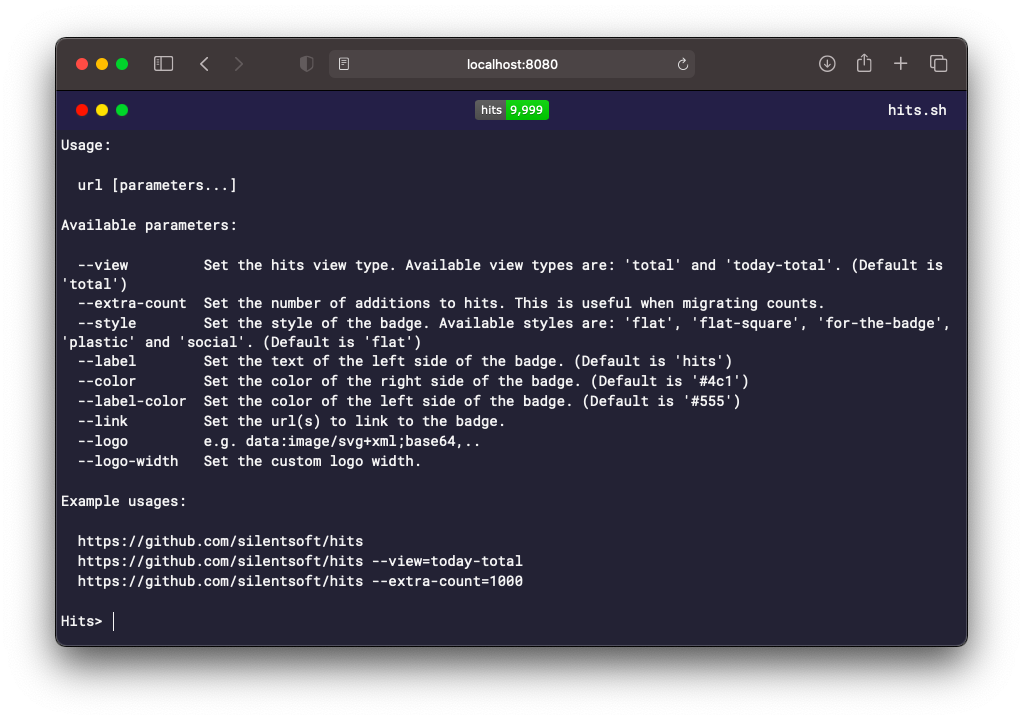 localhost:8080
hits 9,999
hits.sh
Usage:
url [parameters...]
Available parameters:
--view Set the hits view type. Available view types are: 'total' and 'today-total'. (Default is
'total')
--extra-count Set the number of additions to hits. This is useful when migrating counts.
--style Set the style of the badge. Available styles are: 'flat', 'flat-square', 'for-the-badge',
'plastic' and 'social'. (Default is 'flat')
--label Set the text of the left side of the badge. (Default is 'hits')
--color Set the color of the right side of the badge. (Default is '#4c1')
--label-color Set the color of the left side of the badge. (Default is '#555')
--link Set the url(s) to link to the badge.
--logo e.g. data:image/svg+xml;base64,..
--logo-width Set the custom logo width.
Example usages:
https://github.com/silentsoft/hits
https://github.com/silentsoft/hits --view=today-total
https://github.com/silentsoft/hits --extra-count=1000
Hits>